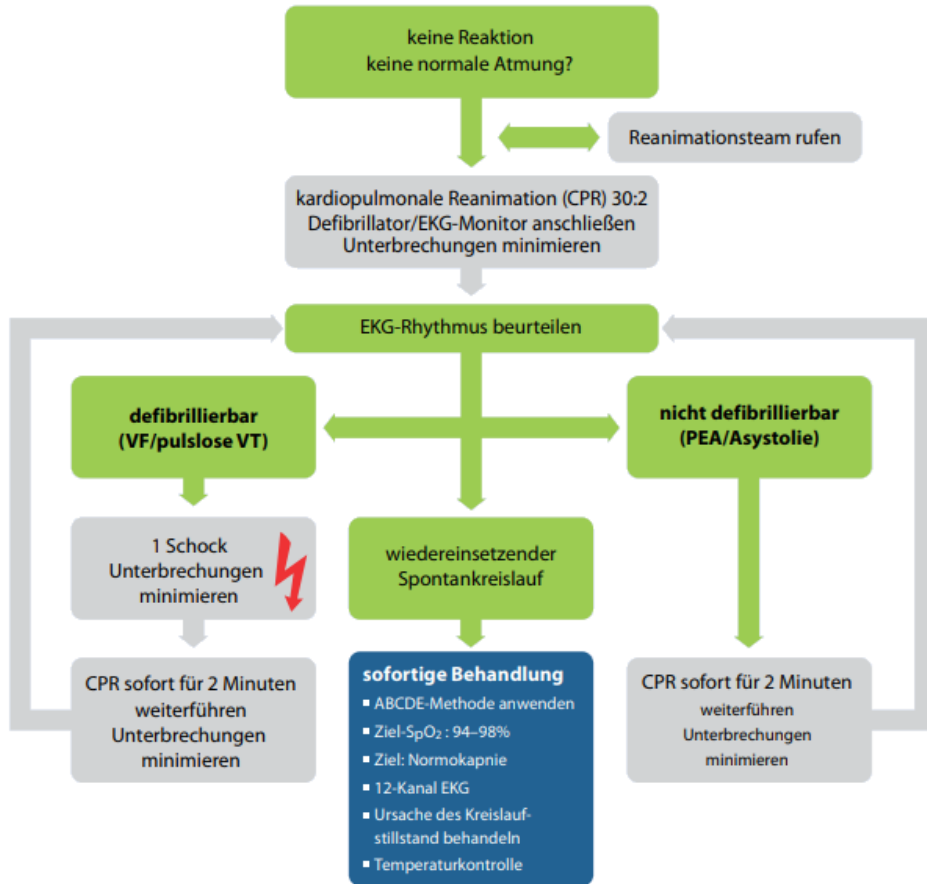 keine Reaktion
keine normale Atmung?
Reanimationsteam rufen
kardiopulmonale Reanimation (CPR) 30:2
Defibrillator/EKG-Monitor anschließen
Unterbrechungen minimieren
EKG-Rhythmus beurteilen
defibrillierbar
(VF/pulslose VT)
nicht defibrillierbar
(PEA/Asystolie)
1 Schock
Unterbrechungen
minimieren
wiedereinsetzender
Spontankreislauf
CPR sofort für 2 Minuten
weiterführen
Unterbrechungen
minimieren
sofortige Behandlung
▪ ABCDE-Methode anwenden
▪ Ziel-SpO2 : 94–98%
▪ Ziel: Normokapnie
▪ 12-Kanal EKG
▪ Ursache des Kreislauf-
stillstand behandeln
▪ Temperaturkontrolle
CPR sofort für 2 Minuten
weiterführen
Unterbrechungen
minimieren